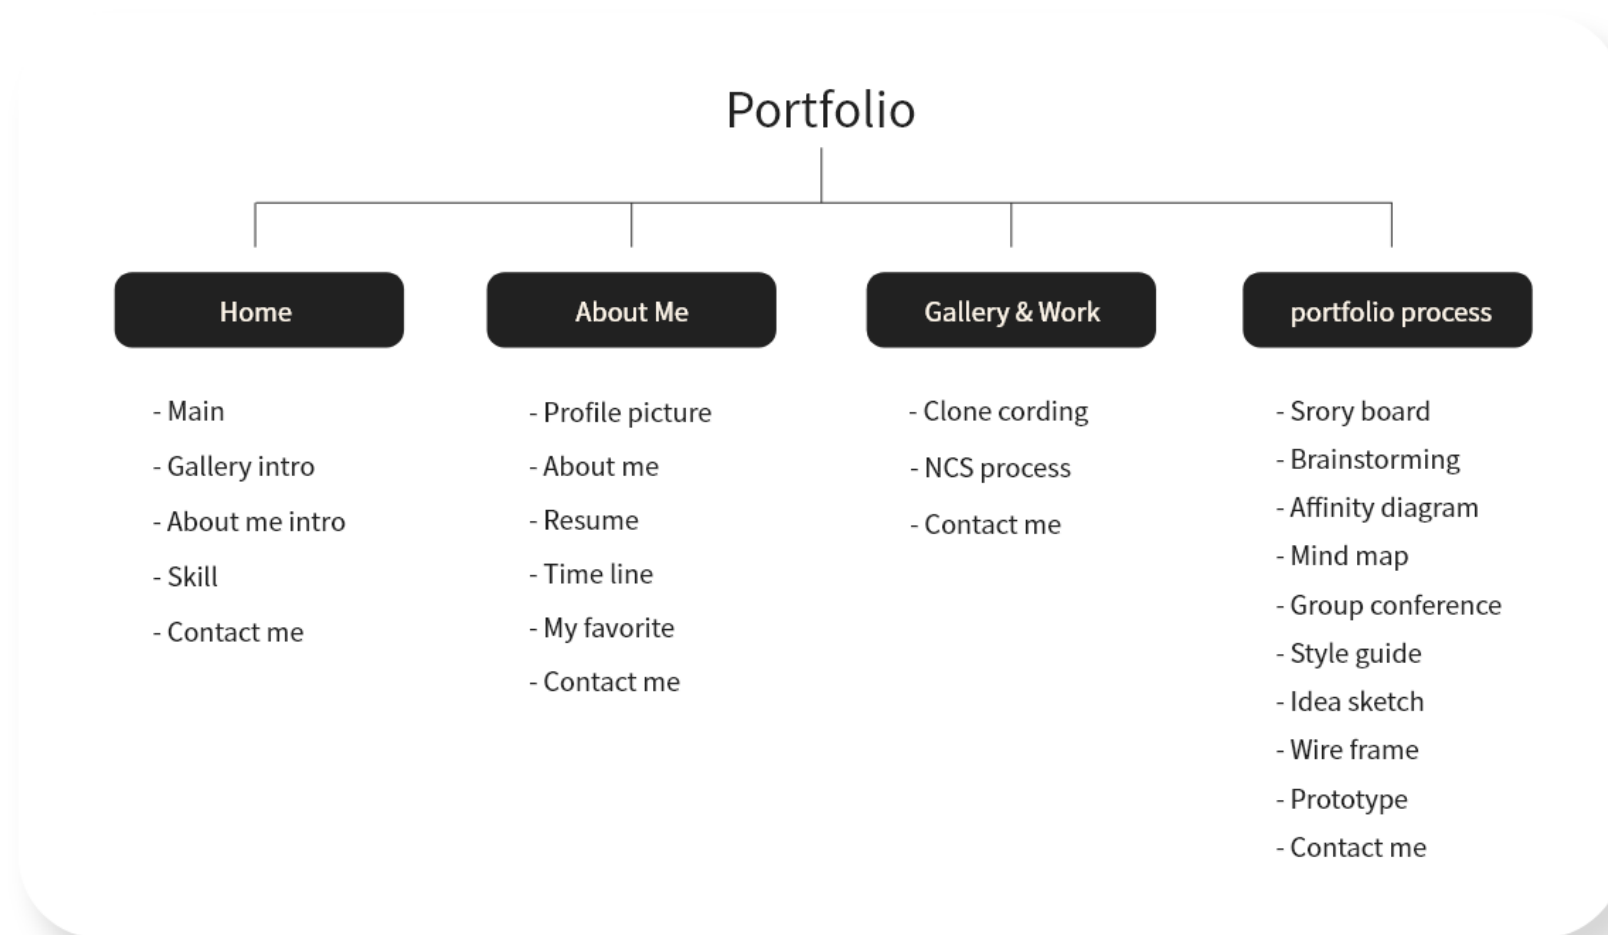 Portfolio
Home
- Main
- Gallery intro
- About me intro
- Skill
- Contact me
About Me
- Profile picture
- About me
- Resume
- Time line
- My favorite
- Contact me
Gallery & Work
- Clone cording
- NCS process
- Contact me
portfolio process
- Srory board
- Brainstorming
- Affinity diagram
- Mind map
- Group conference
- Style guide
- Idea sketch
- Wire frame
- Prototype
- Contact me